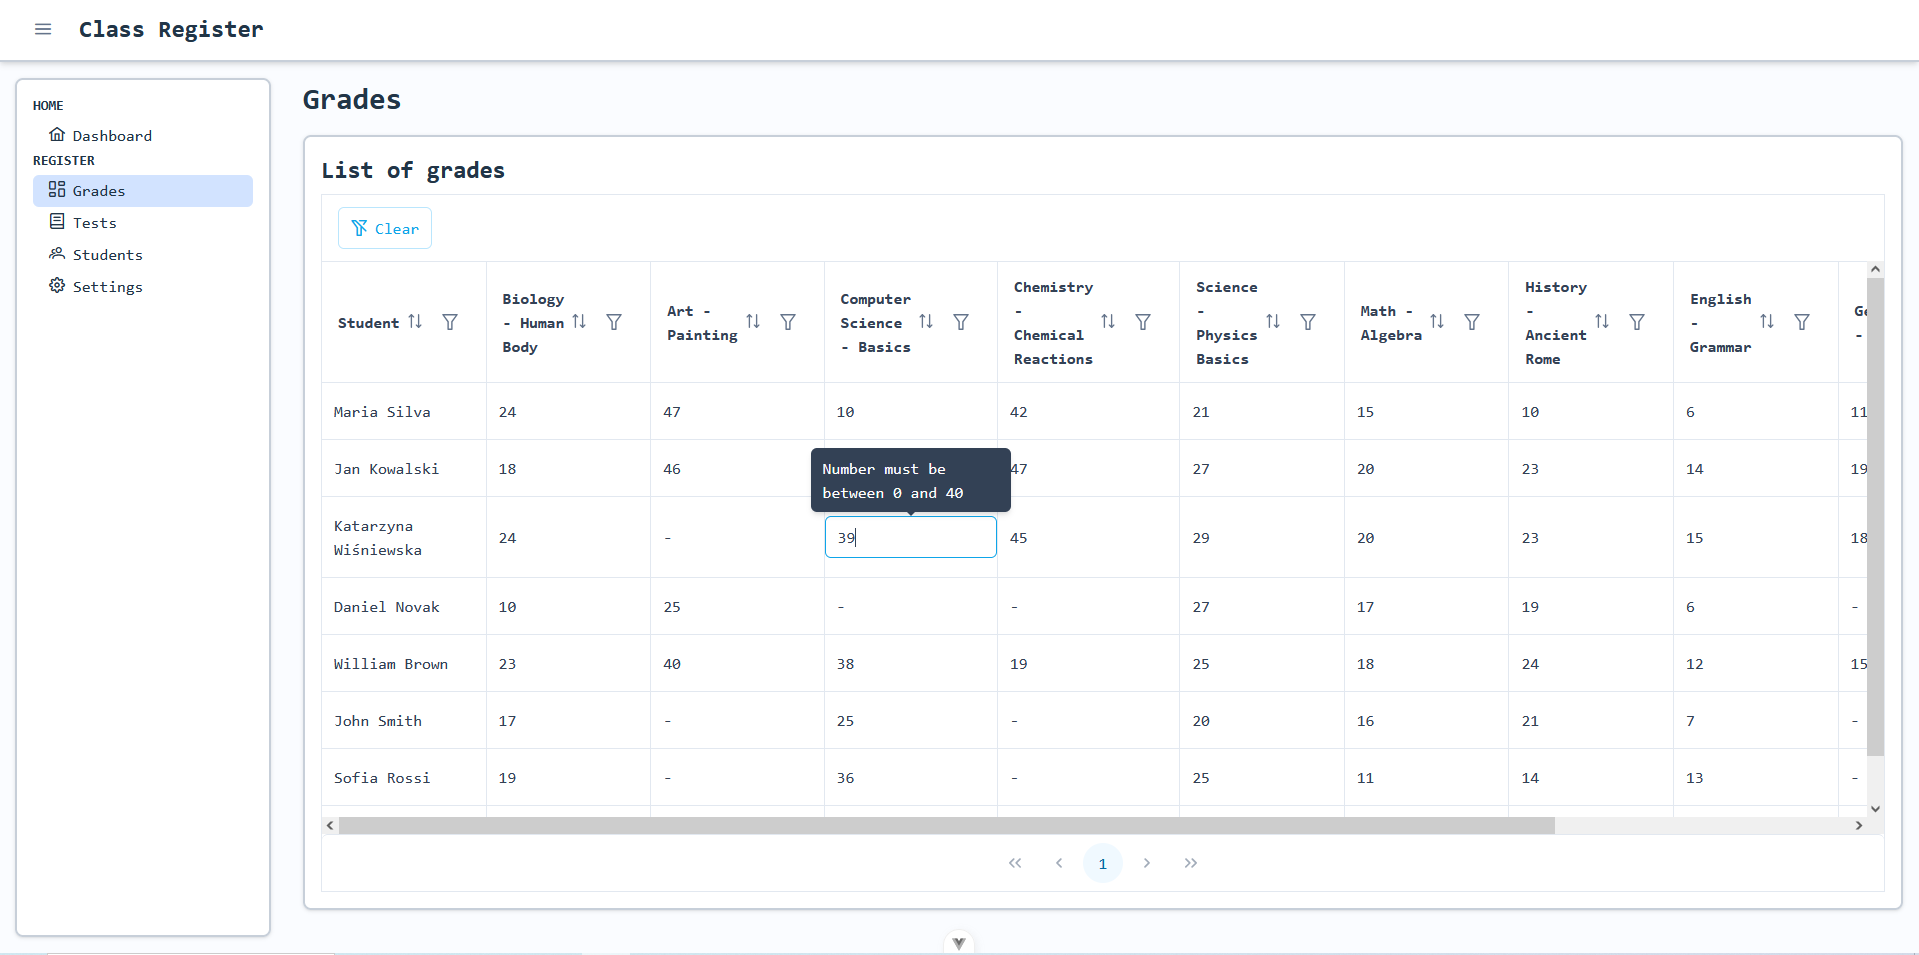 Class Register
HOME
Dashboard
REGISTER
Grades
Tests
Students
Settings
Grades
List of grades
Clear
Student
Biology
- Human
Body
Art -
Painting
Computer
Science
- Basics
Chemistry
-
Chemical
Reactions
Science
-
Physics
Basics
Math -
Algebra
History
-
Ancient
Rome
English
-
Grammar
-
Maria Silva 24 47 10 42 21 15 10 6 11
Number must be
between 0 and 40
Jan Kowalski 18 46 47 27 20 23 14 19
Katarzyna
Wiśniewska
24 - 39 45 29 20 23 15 18
Daniel Novak 10 25 - - 27 17 19 6 -
William Brown 23 40 38 19 25 18 24 12 15
John Smith 17 - 25 - 20 16 21 7 -
Sofia Rossi 19 - 36 - 25 11 14 13 -
1